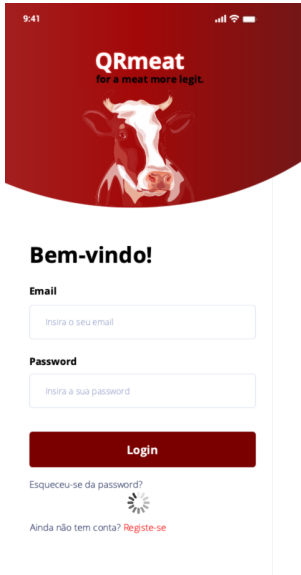 9:41
QRmeat
for a meat more legit.
Bem-vindo!
Email
Insira o seu email
Password
Insira a sua password
Login
Esqueceu-se da password?
Ainda não tem conta? Registe-se